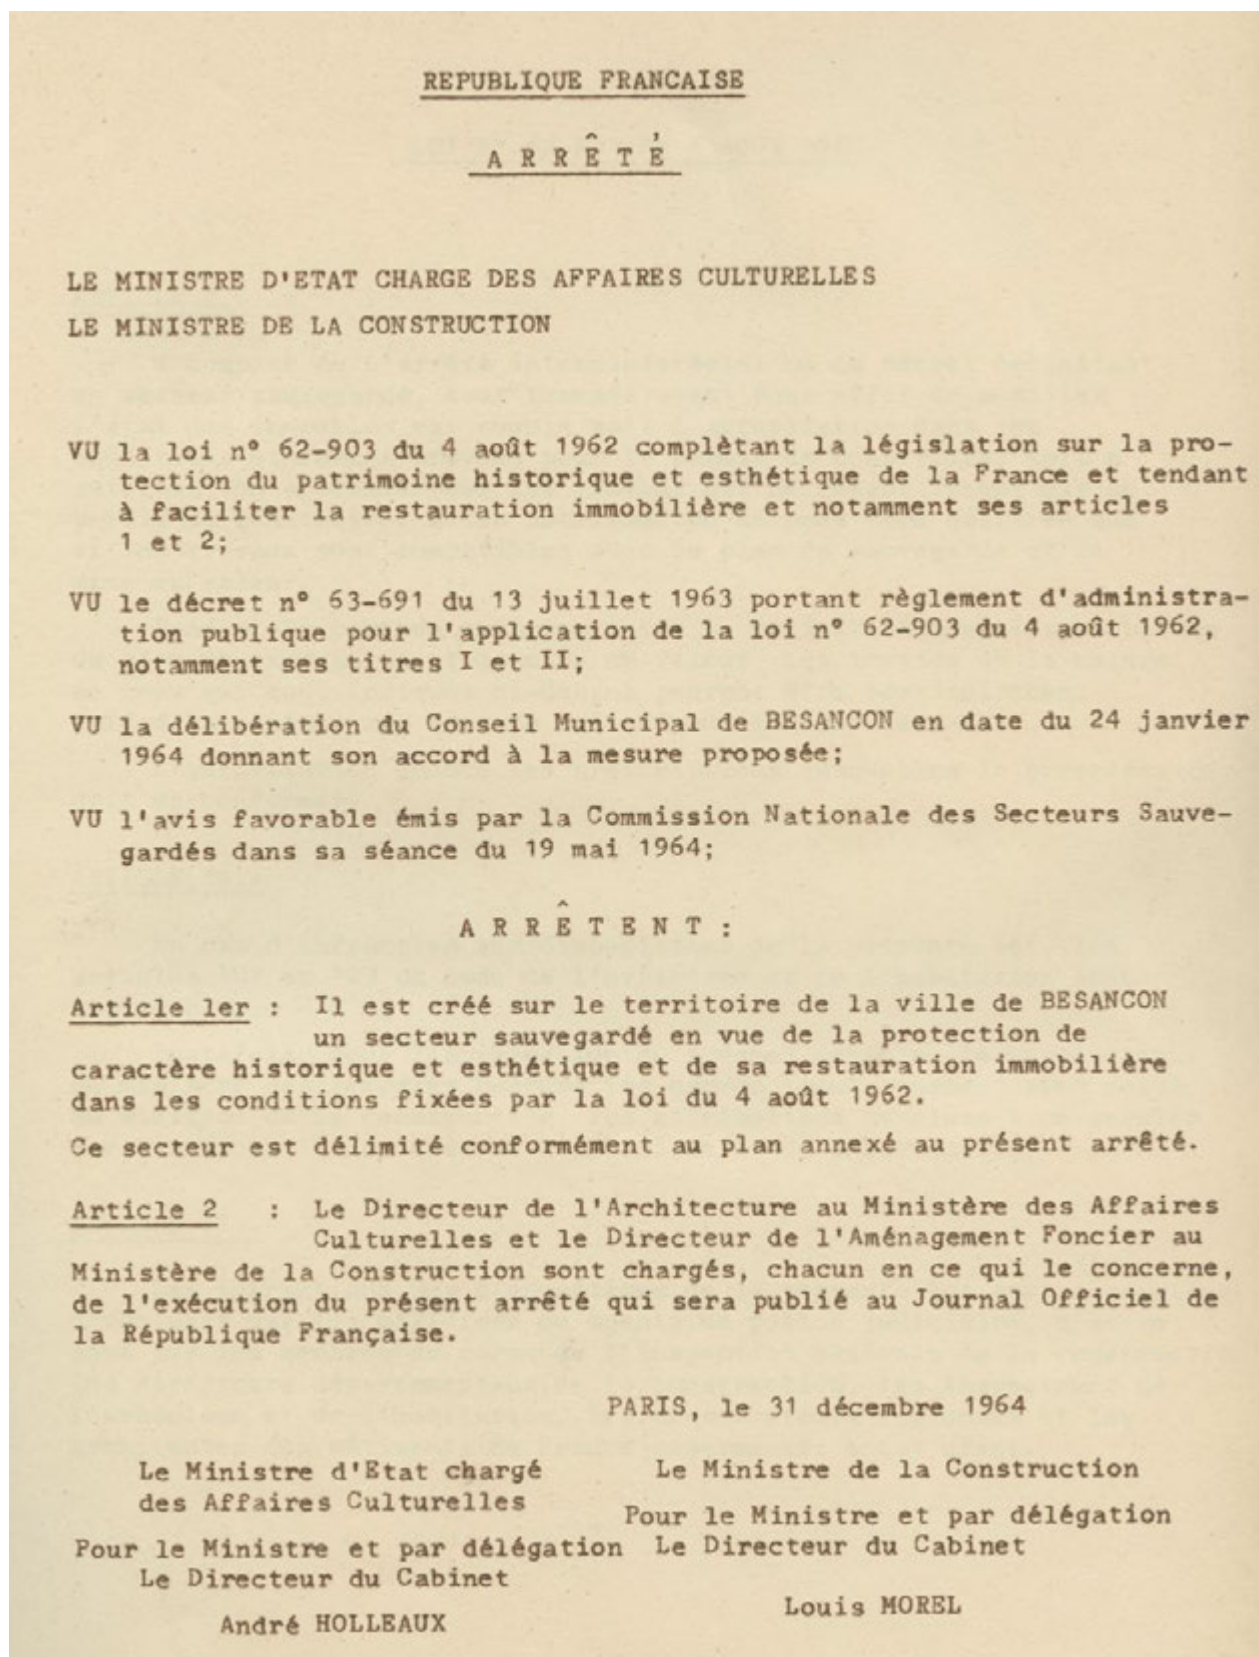 REPUBLIQUE FRANCAISE
ARRÊTÉ
LE MINISTRE D'ETAT CHARGE DES AFFAIRES CULTURELLES
LE MINISTRE DE LA CONSTRUCTION
VU la loi n° 62-903 du 4 août 1962 complètant la législation sur la pro-
tection du patrimoine historique et esthétique de la France et tendant
à faciliter la restauration immobilière et notamment ses articles
1 et 2;
VU le décret n° 63-691 du 13 juillet 1963 portant règlement d'administra-
tion publique pour l'application de la loi n° 62-903 du 4 août 1962,
notamment ses titres I et II;
VU la délibération du Conseil Municipal de BESANCON en date du 24 janvier
1964 donnant son accord à la mesure proposée;
VU l'avis favorable émis par la Commission Nationale des Secteurs Sauve-
gardés dans sa séance du 19 mai 1964;
ARRÊTENT :
Article 1er : Il est créé sur le territoire de la ville de BESANCON
un secteur sauvegardé en vue de la protection de
caractère historique et esthétique et de sa restauration immobilière
dans les conditions fixées par la loi du 4 août 1962.
Ce secteur est délimité conformément au plan annexé au présent arrêté.
Article 2 : Le Directeur de l'Architecture au Ministère des Affaires
Culturelles et le Directeur de l'Aménagement Foncier au
Ministère de la Construction sont chargés, chacun en ce qui le concerne,
de l'exécution du présent arrêté qui sera publié au Journal Officiel de
la République Française.
PARIS, le 31 décembre 1964
Le Ministre d'Etat chargé
des Affaires Culturelles
Pour le Ministre et par délégation
Le Directeur du Cabinet
André HOLLEAUX
Le Ministre de la Construction
Pour le Ministre et par délégation
Le Directeur du Cabinet
Louis MOREL